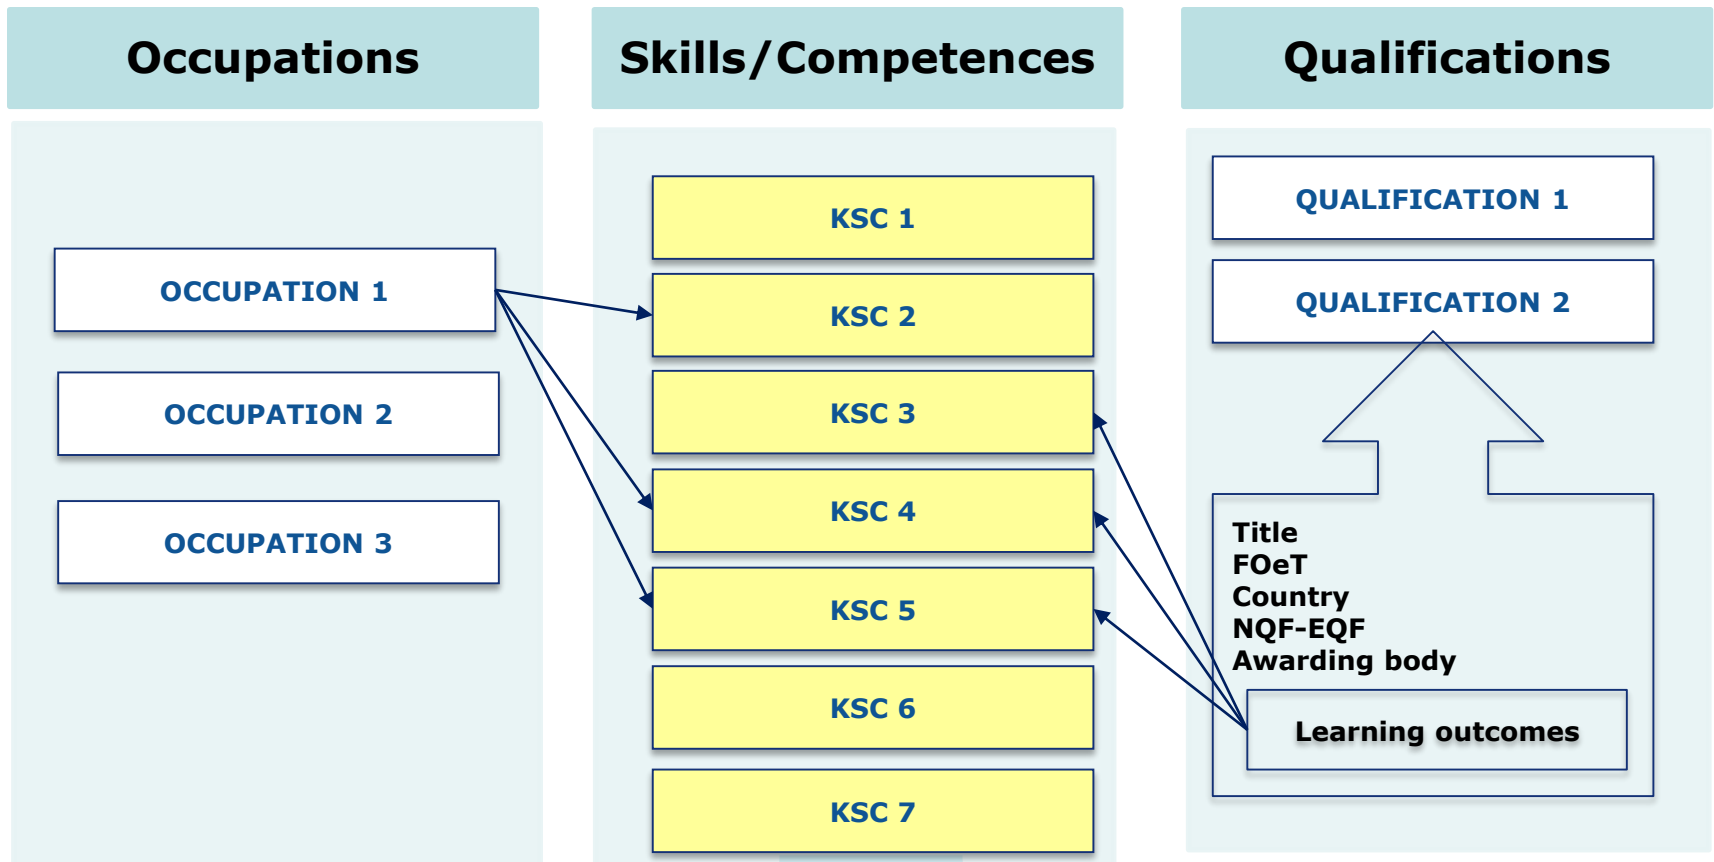 Occupations
Skills/Competences
Qualifications
OCCUPATION 1
OCCUPATION 2
OCCUPATION 3
KSC 1
KSC 2
KSC 3
KSC 4
KSC 5
KSC 6
KSC 7
QUALIFICATION 1
QUALIFICATION 2
Title
FOeT
Country
NQF-EQF
Awarding body
Learning outcomes